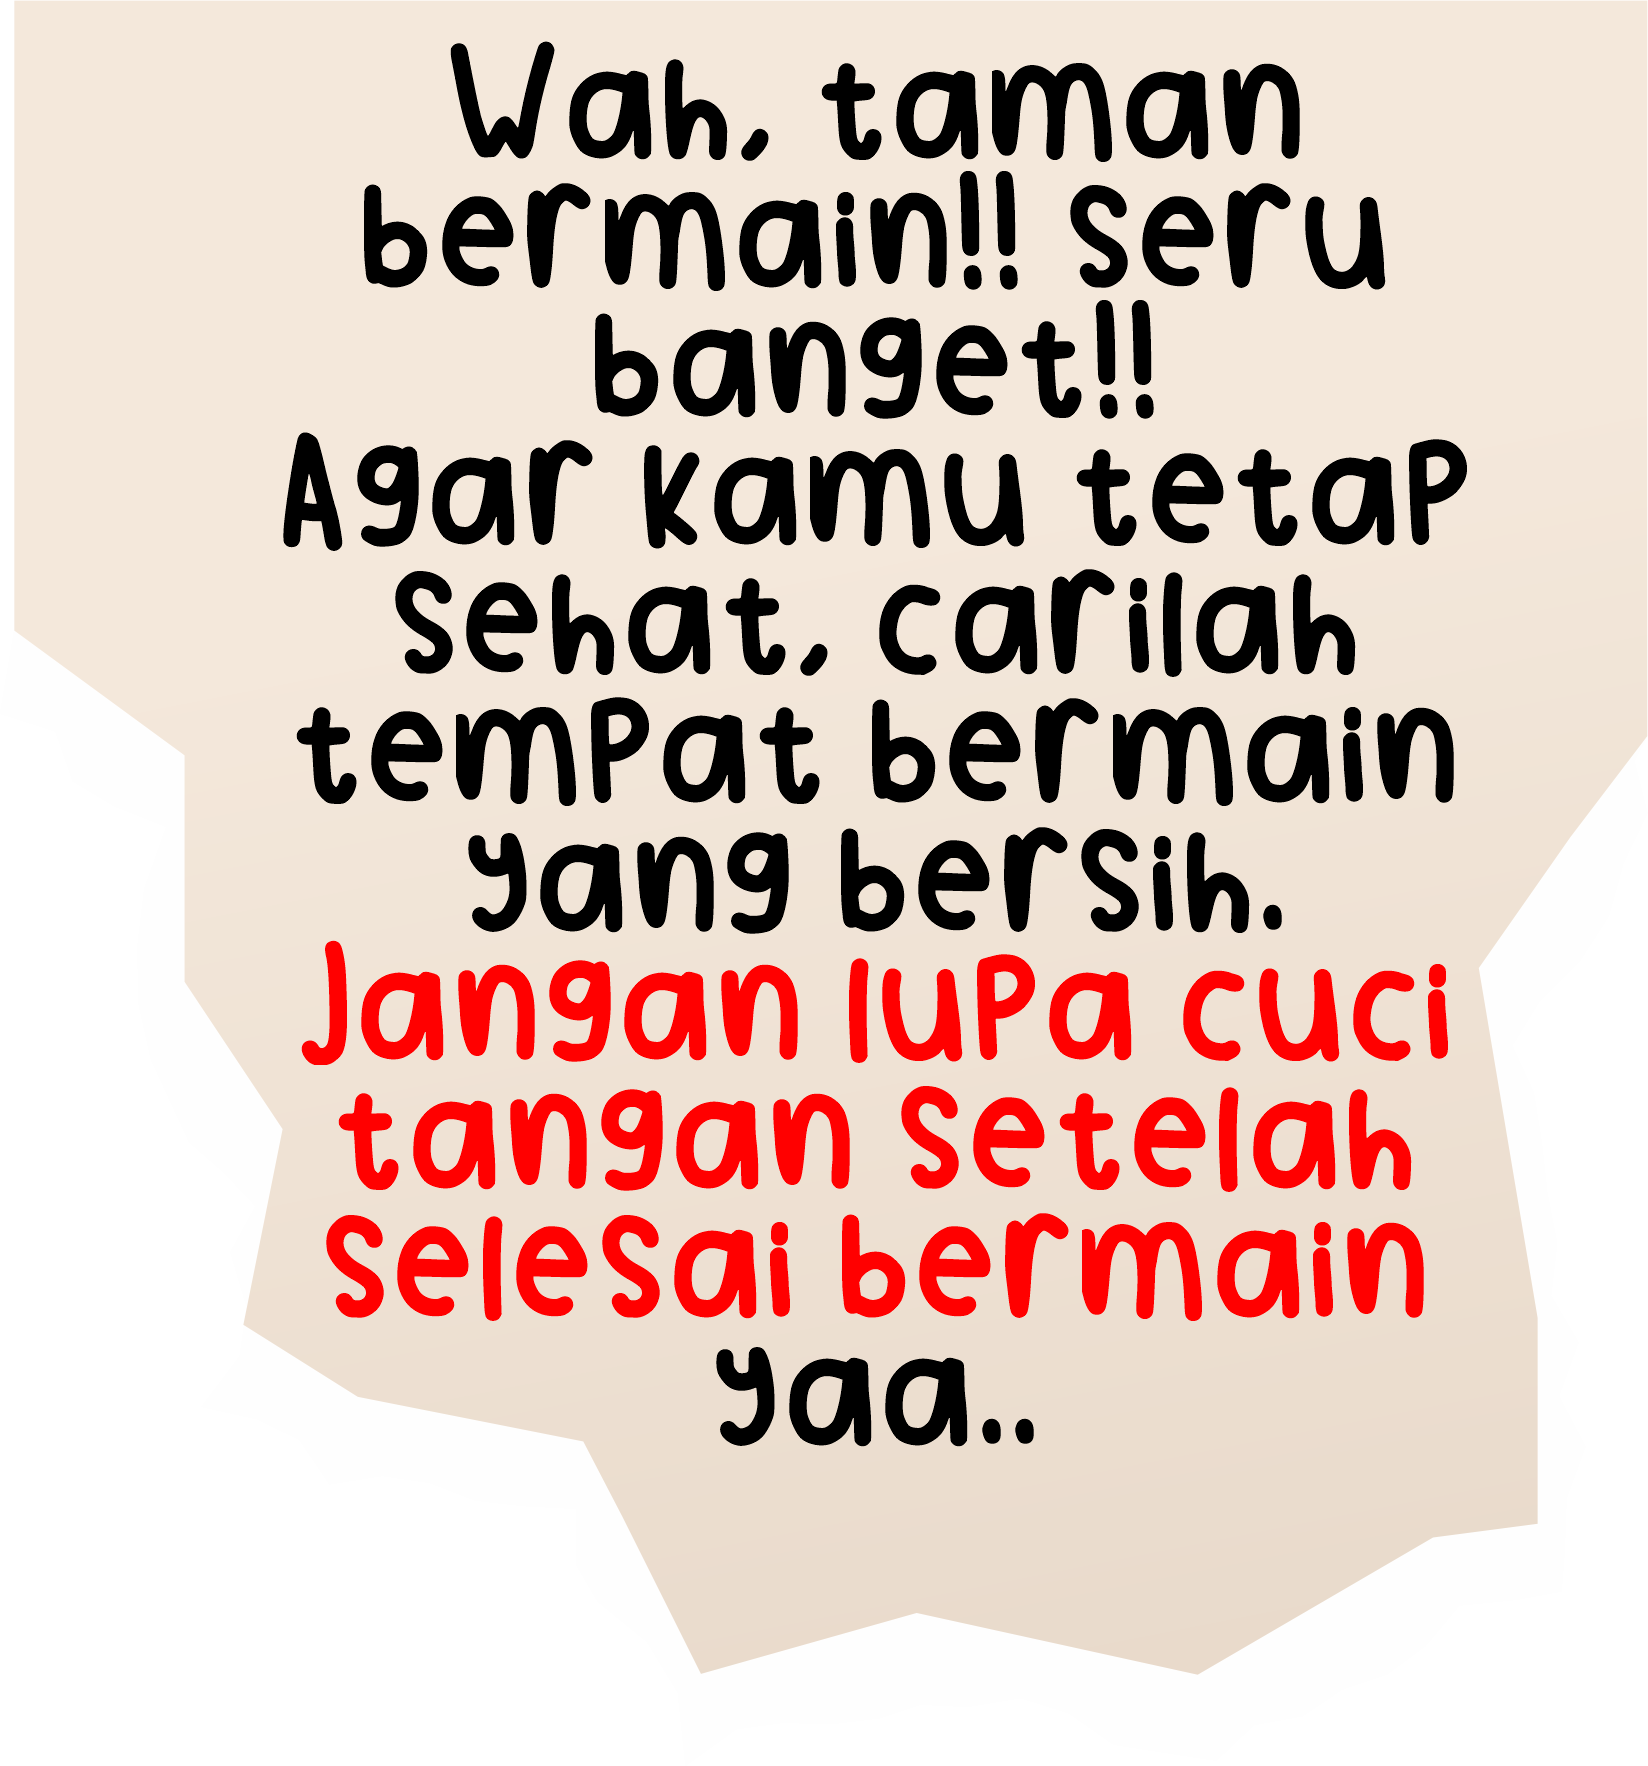 Wah, taman
bermain!! seru
banget!!
Agar kamu tetap
sehat, carilah
tempat bermain
yang bersih.
Jangan lupa cuci
tangan setelah
selesai bermain
yaa..